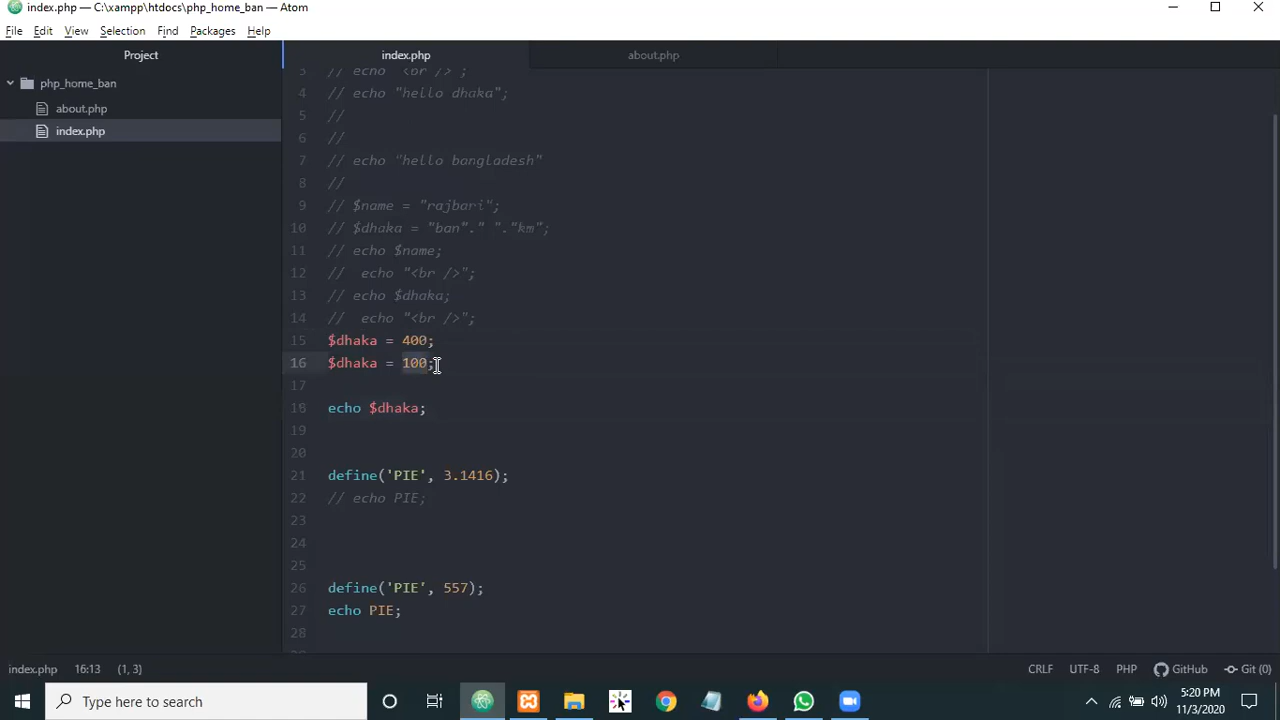 index.php — C:\xampp\htdocs\php_home_ban — Atom
File Edit View Selection Find Packages Help
Project
index.php
about.php
php_home_ban
about.php
index.php
3 // echo "<br />";
4 // echo "hello dhaka";
5 //
6 //
7 // echo "hello bangladesh"
8 //
9 // $name = "rajbari";
10 // $dhaka = "ban"." "."km";
11 // echo $name;
12 //  echo "<br />";
13 // echo $dhaka;
14 //  echo "<br />";
15 $dhaka = 400;
16 $dhaka = 100;
17
18 echo $dhaka;
19
20
21 define('PIE', 3.1416);
22 // echo PIE;
23
24
25
26 define('PIE', 557);
27 echo PIE;
28
index.php 16:13 (1, 3) CRLF UTF-8 PHP GitHub Git (0)
Type here to search
5:20 PM
11/3/2020